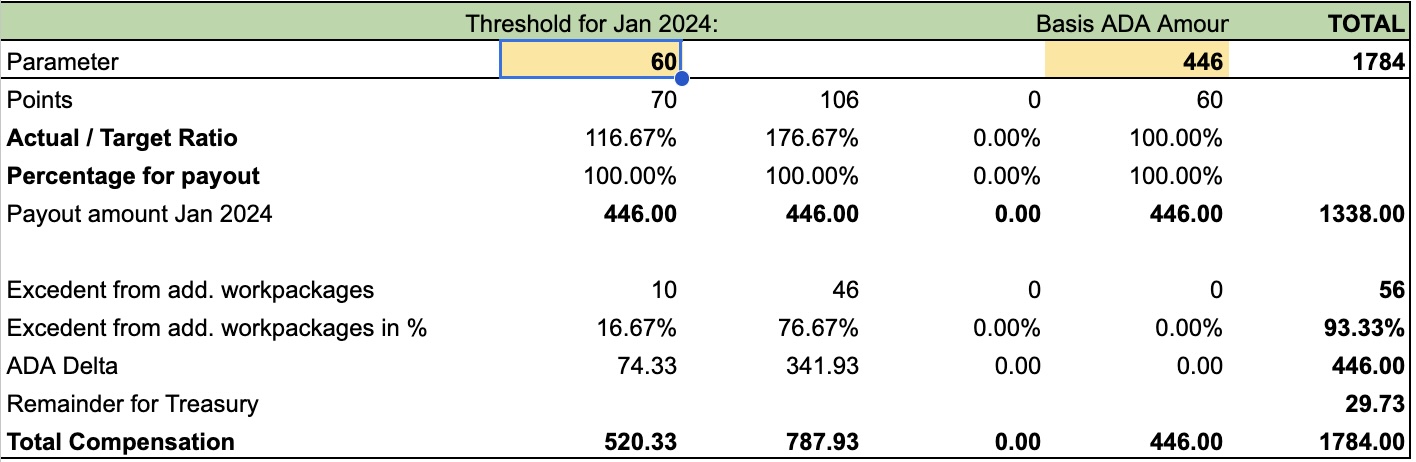 Threshold for Jan 2024: Basis ADA Amour TOTAL
Parameter 60 446 1784
Points 70 106 0 60
Actual / Target Ratio 116.67% 176.67% 0.00% 100.00%
Percentage for payout 100.00% 100.00% 0.00% 100.00%
Payout amount Jan 2024 446.00 446.00 0.00 446.00 1338.00
Excedent from add. workpackages 10 46 0 0 56
Excedent from add. workpackages in % 16.67% 76.67% 0.00% 0.00% 93.33%
ADA Delta 74.33 341.93 0.00 0.00 446.00
Remainder for Treasury 29.73
Total Compensation 520.33 787.93 0.00 446.00 1784.00